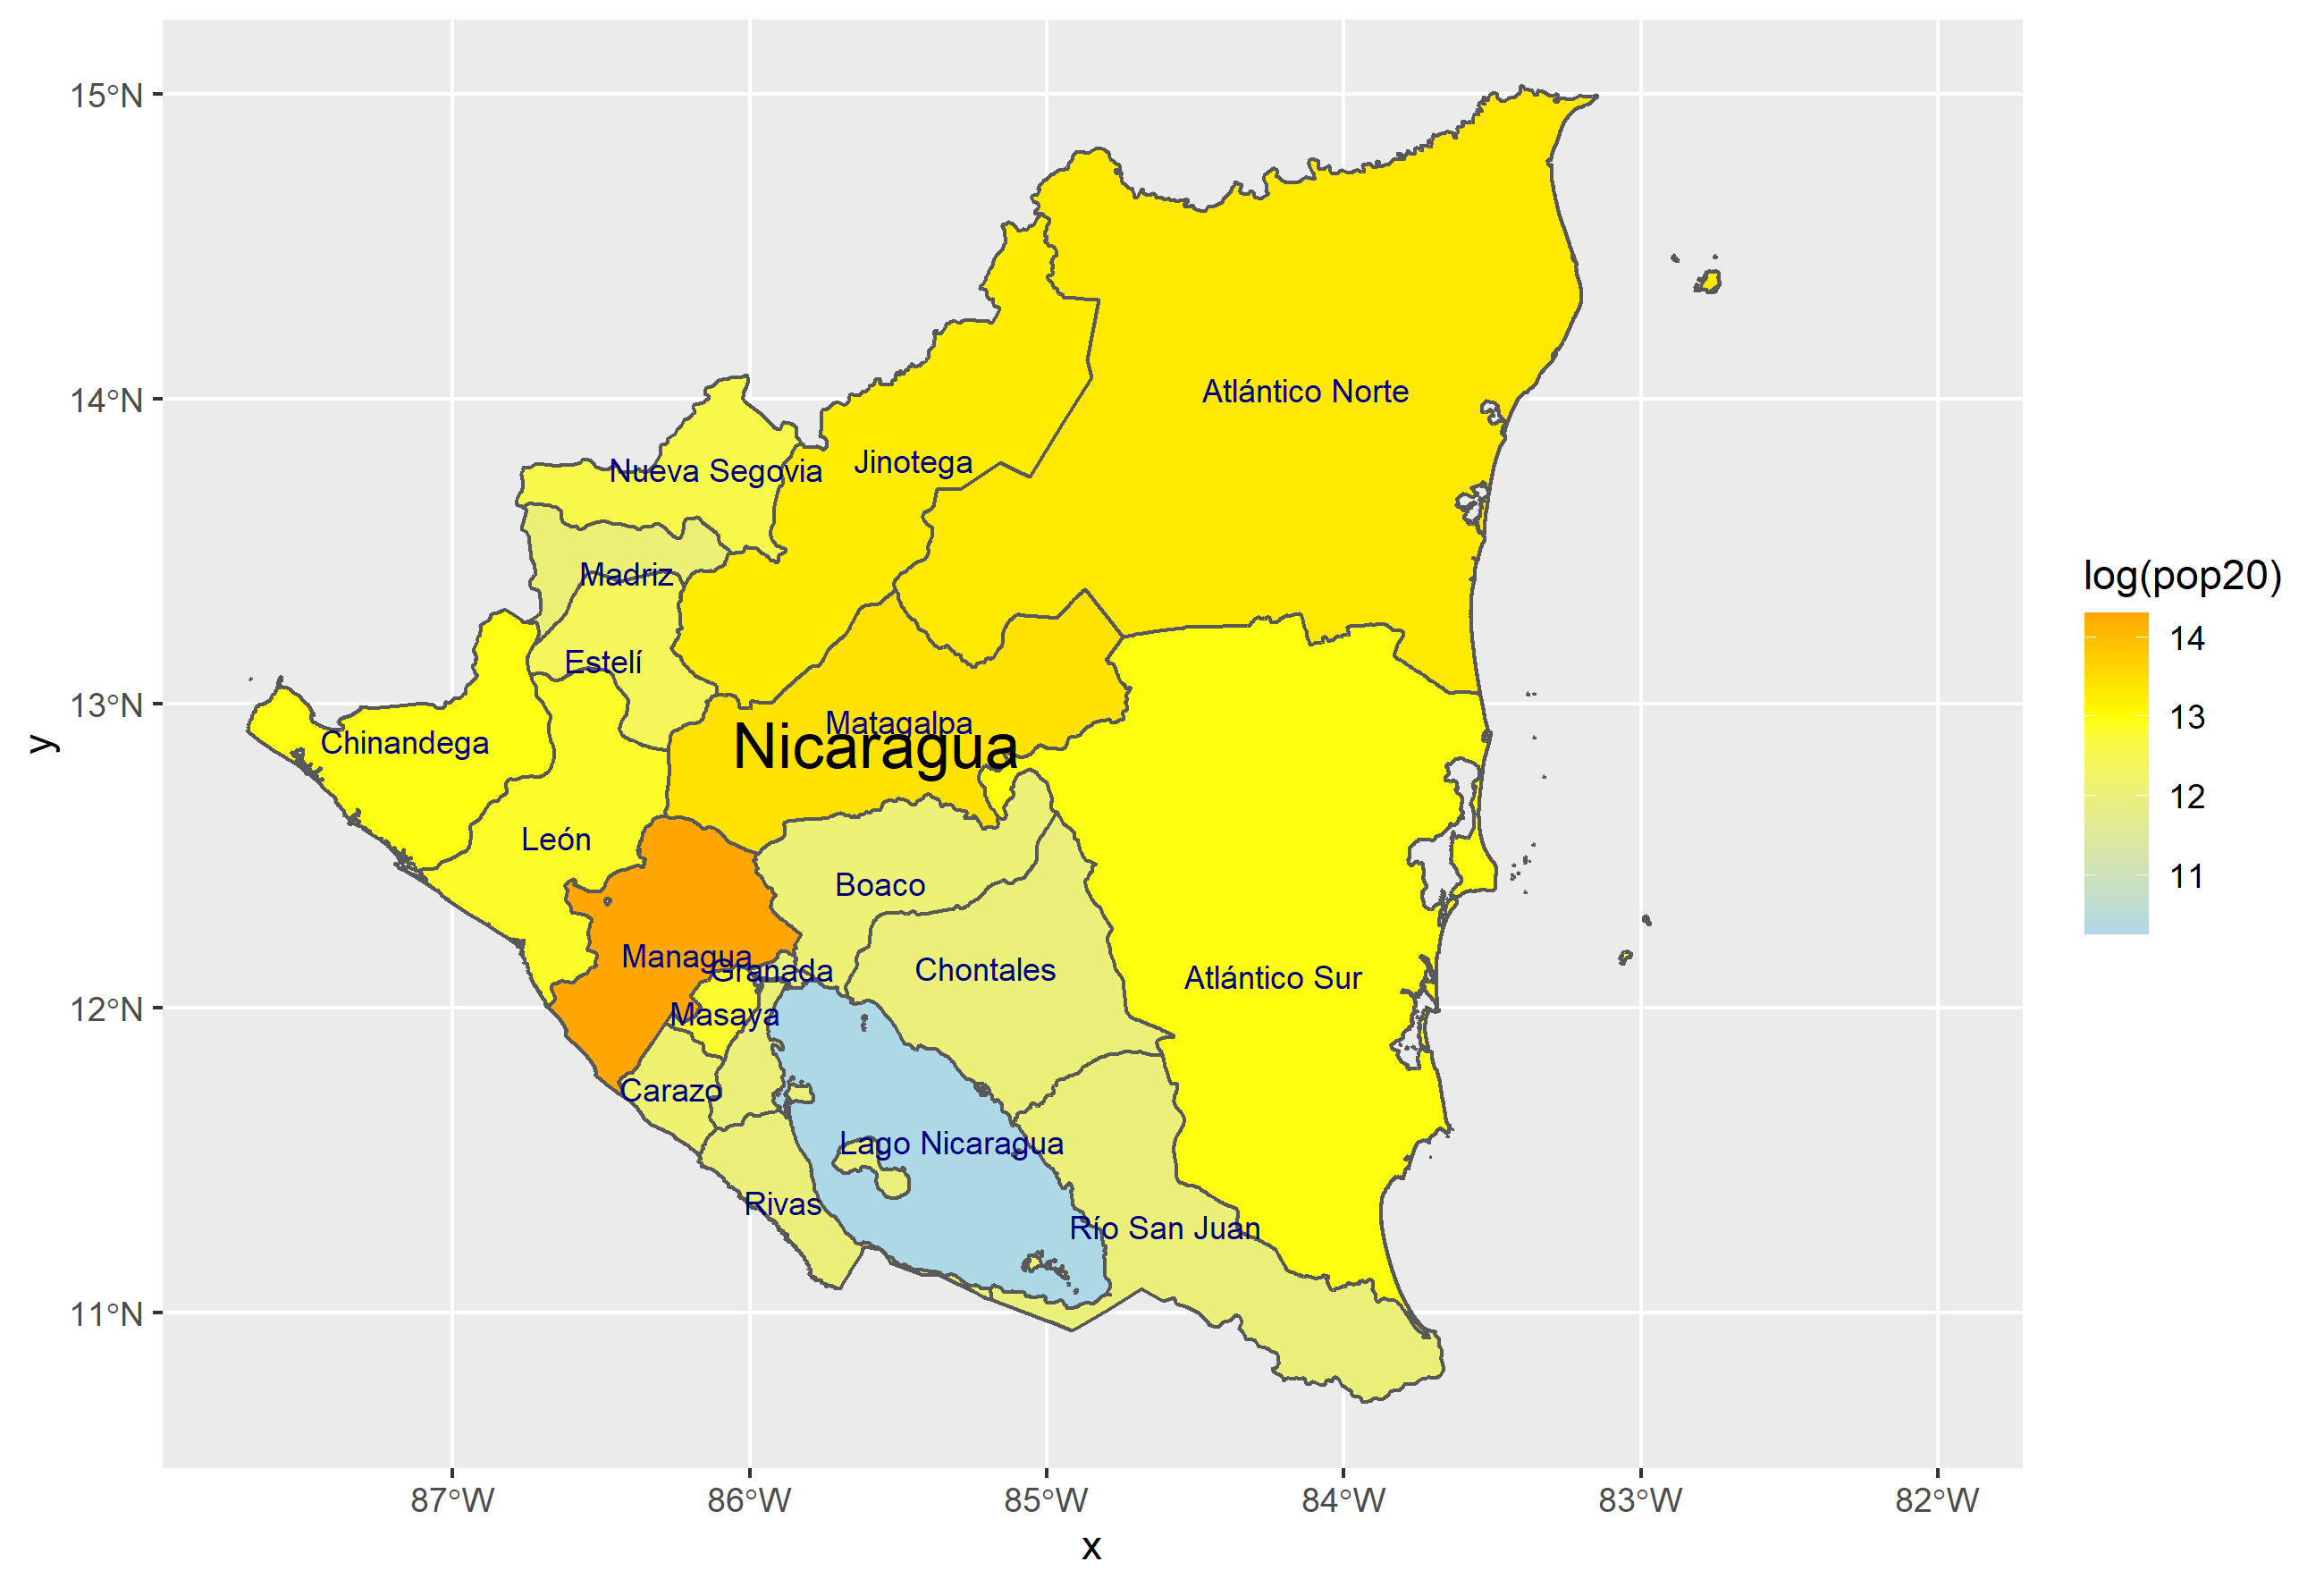 15°N
14°N
13°N
12°N
11°N
y
Atlántico Norte
Jinotega
Nueva Segovia
Madriz
Estelí
Matagalpa
Chinandega
Nicaragua
León
Boaco
Managua
Granada
Chontales
Atlántico Sur
Masaya
Carazo
Lago Nicaragua
Rivas
Río San Juan
87°W 86°W 85°W 84°W 83°W 82°W
x
log(pop20)
14
13
12
11